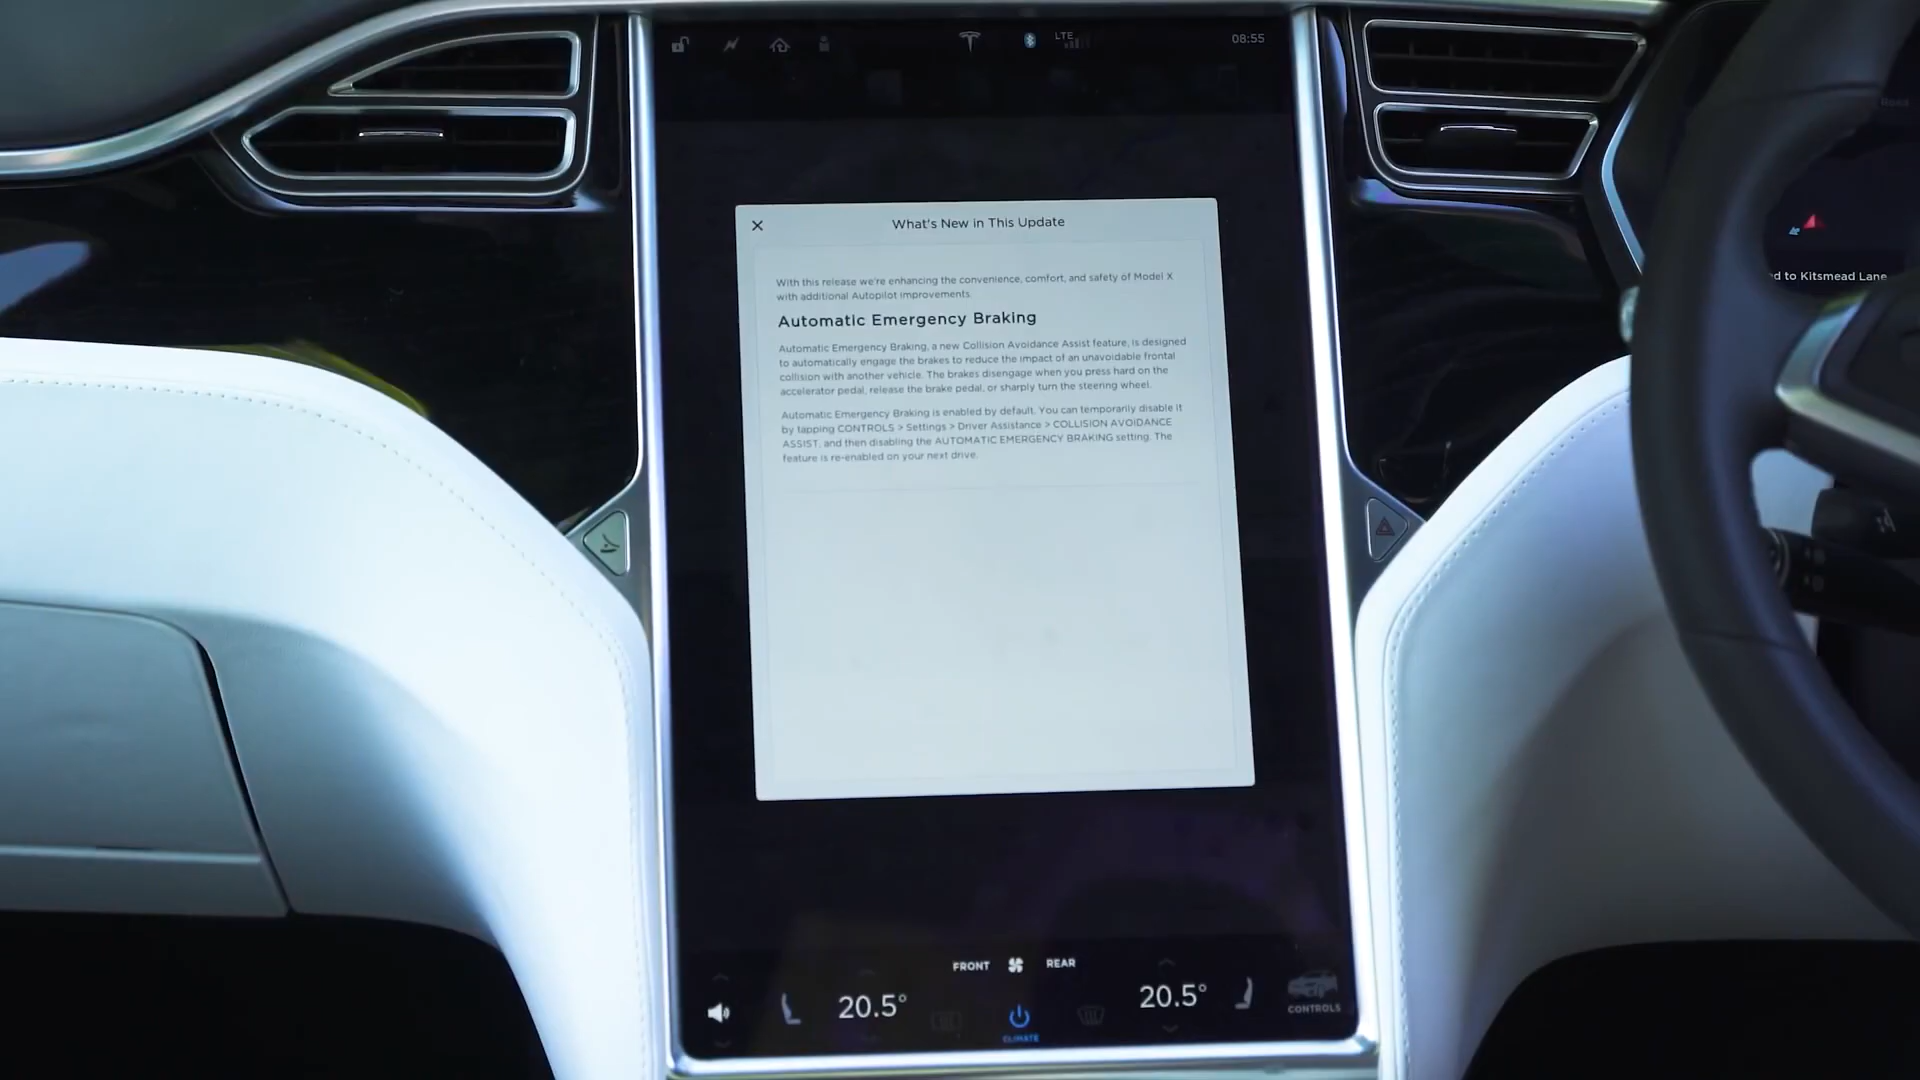 LTE
08:55
What's New in This Update
With this release we're enhancing the convenience, comfort, and safety of Model X
with additional Autopilot improvements.
Automatic Emergency Braking
Automatic Emergency Braking, a new Collision Avoidance Assist feature, is designed
to automatically engage the brakes to reduce the impact of an unavoidable frontal
collision with another vehicle. The brakes disengage when you press hard on the
accelerator pedal, release the brake pedal, or sharply turn the steering wheel.
Automatic Emergency Braking is enabled by default. You can temporarily disable it
by tapping CONTROLS > Settings > Driver Assistance > COLLISION AVOIDANCE
ASSIST, and then disabling the AUTOMATIC EMERGENCY BRAKING setting. The
feature is re-enabled on your next drive.
d to Kitsmead Lane
FRONT REAR
20.5° 20.5°
CONTROLS
CLIMATE